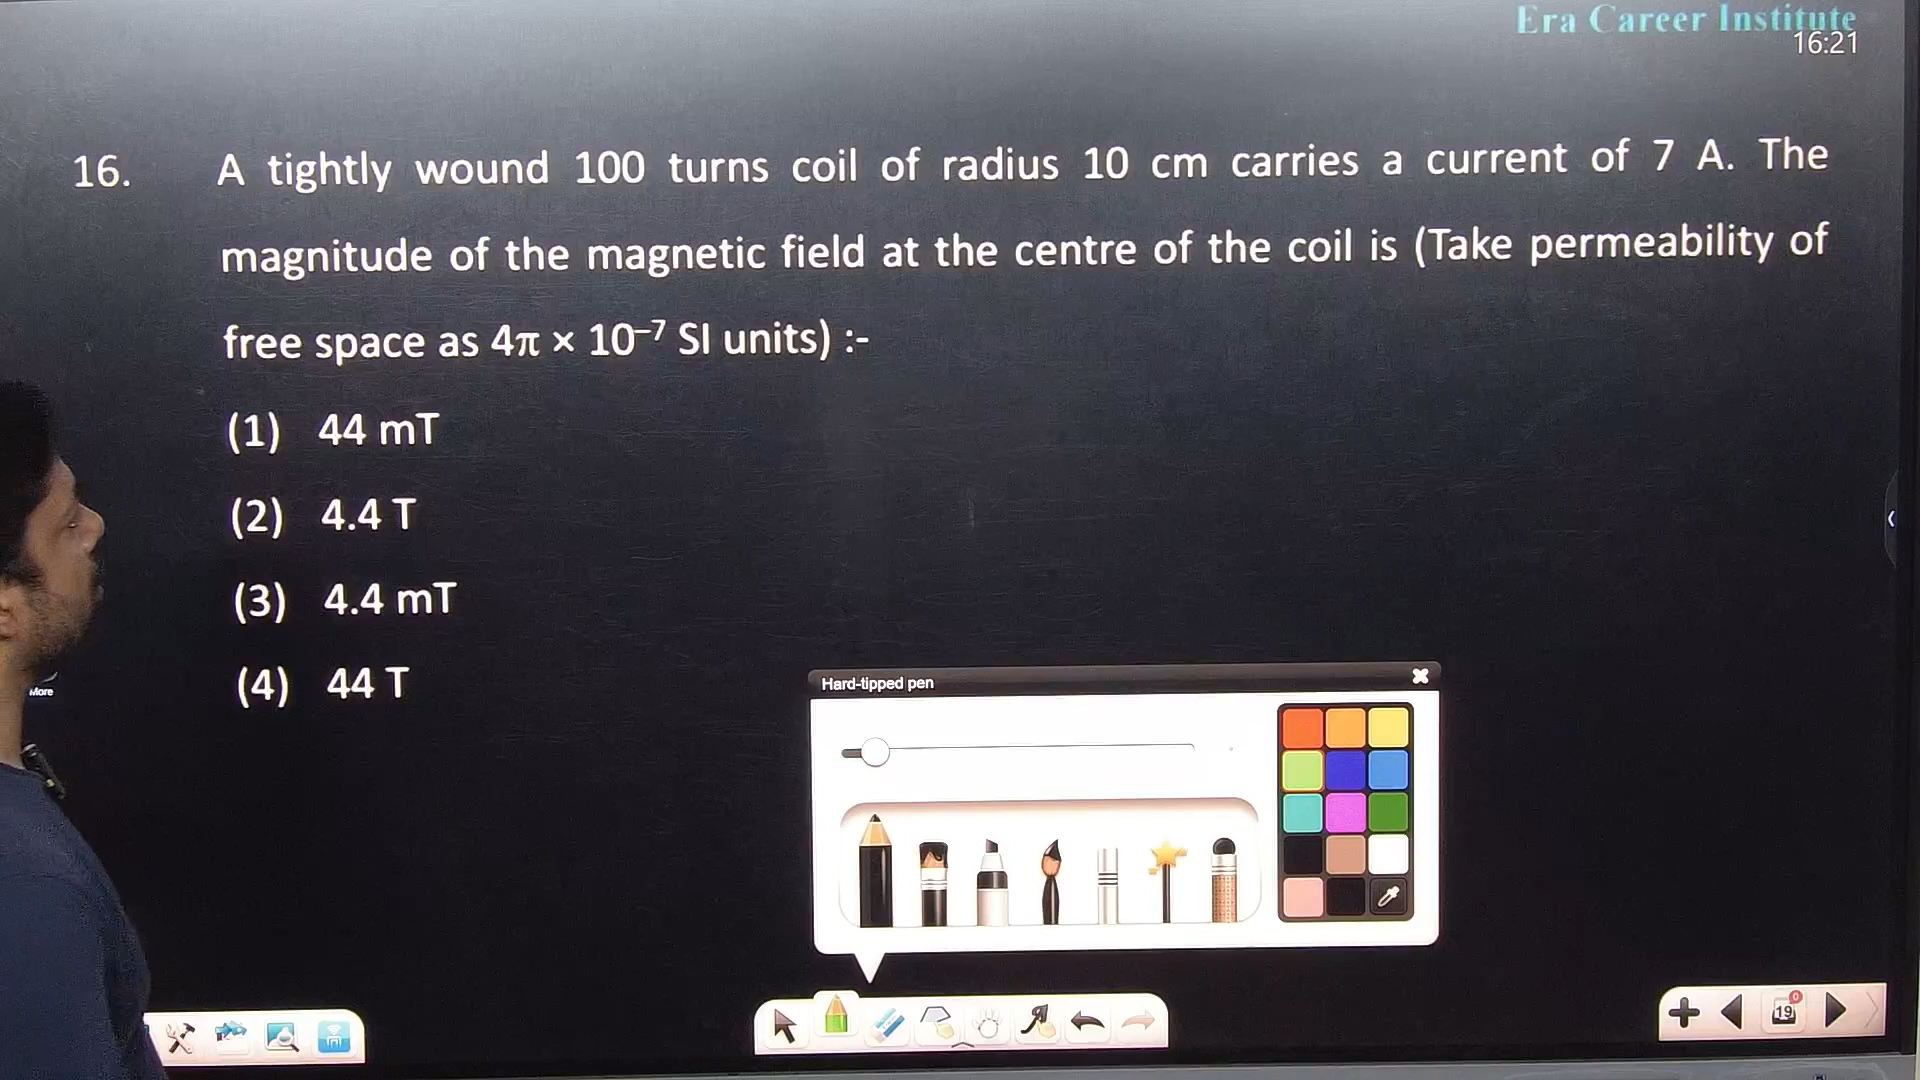 Era Career Institute
16:21
16. A tightly wound 100 turns coil of radius 10 cm carries a current of 7 A. The
magnitude of the magnetic field at the centre of the coil is (Take permeability of
free space as 4π × 10⁻⁷ SI units) :-
(1) 44 mT
(2) 4.4 T
(3) 4.4 mT
(4) 44 T
More
Hard-tipped pen
19
0